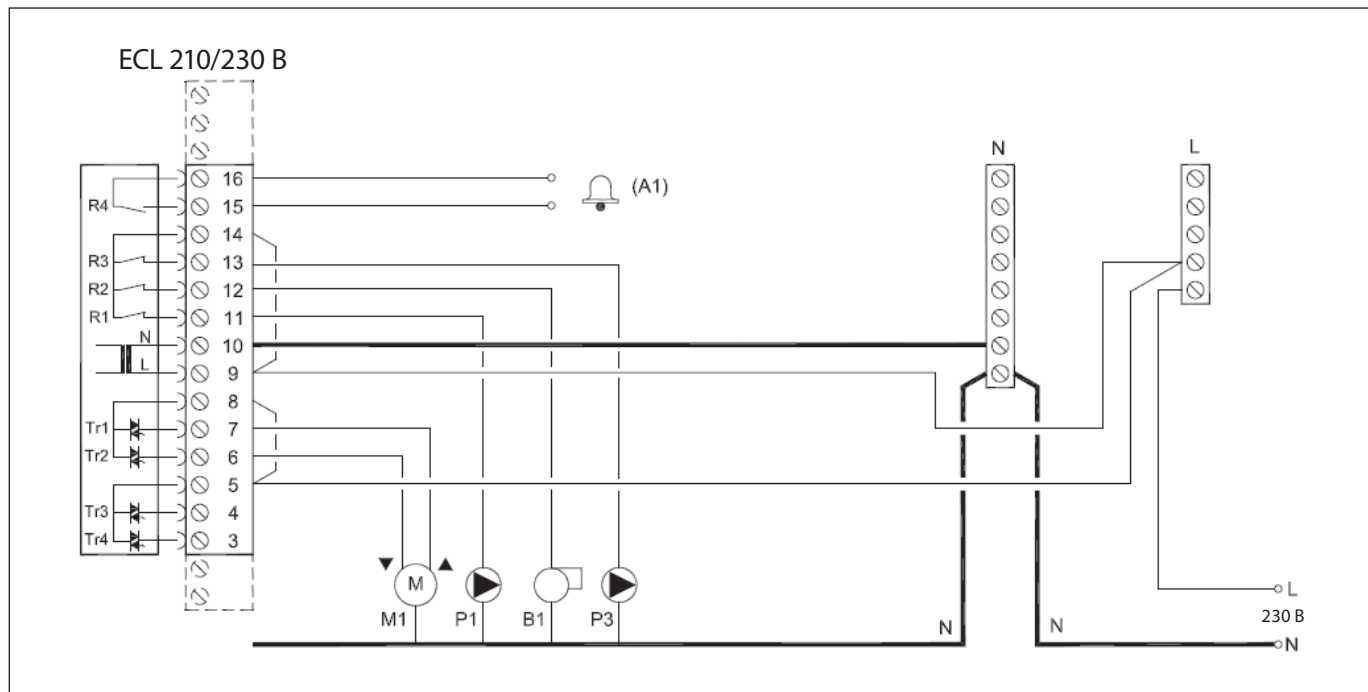 ECL 210/230 B
N L
16 (A1)
R4 15
14
R3 13
R2 12
R1 11
N 10
L 9
8
Tr1 7
Tr2 6
5
Tr3 4
Tr4 3
M
M1 P1 B1 P3
N N
L
230 B
N